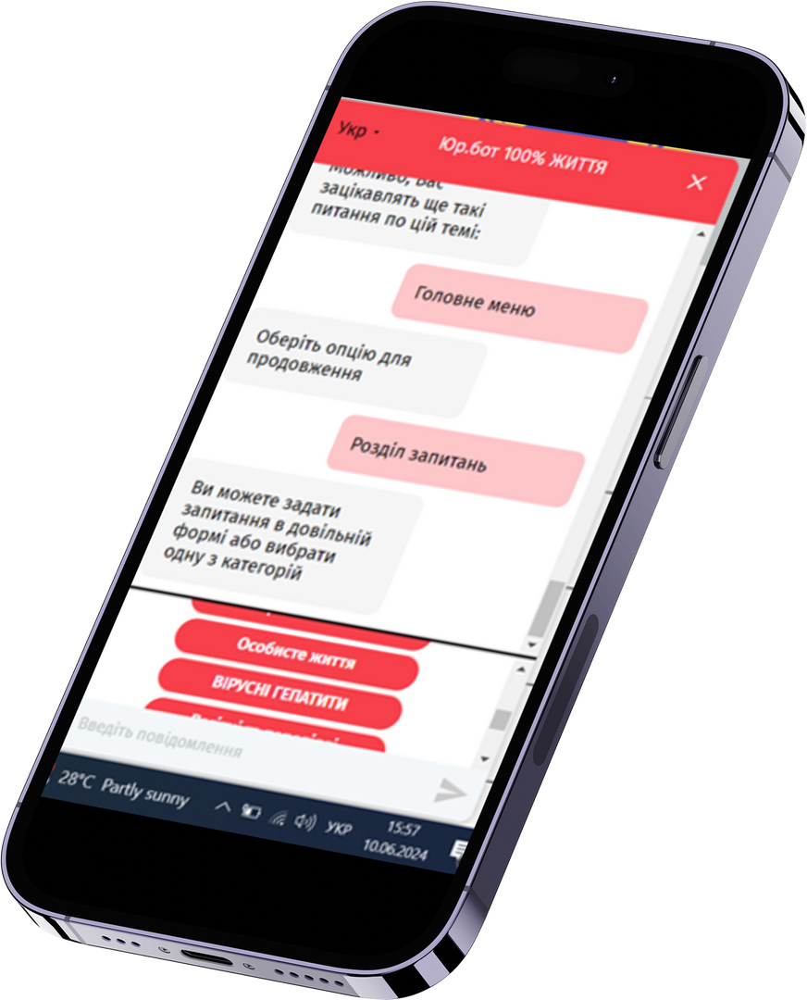 Укр
Юр.бот 100% ЖИТТЯ
Можливо, Вас
зацікавлять ще такі
питання по цій темі:
Головне меню
Оберіть опцію для
продовження
Розділ запитань
Ви можете задати
запитання в довільній
формі або вибрати
одну з категорій
Особисте життя
ВІРУСНІ ГЕПАТИТИ
Введіть повідомлення
28°C Partly sunny
УКР
15:57
10.06.2024